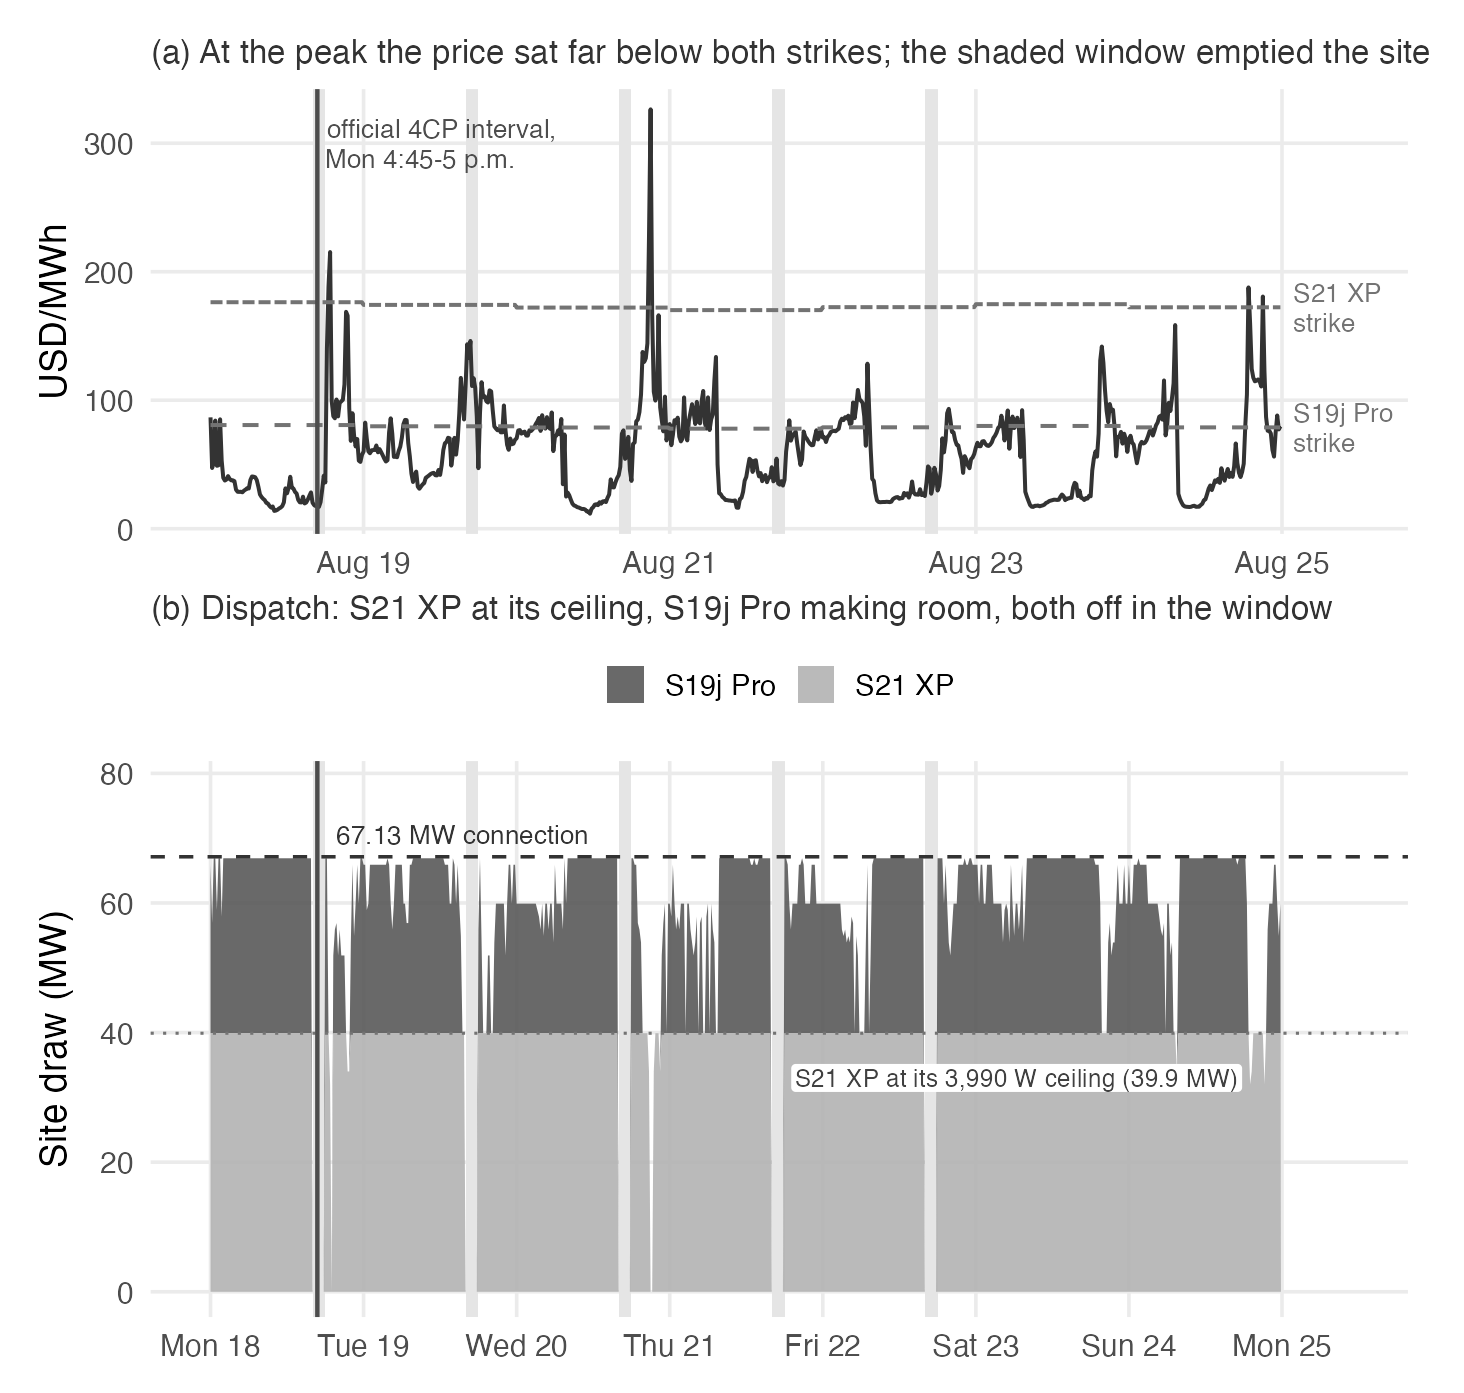 (a) At the peak the price sat far below both strikes; the shaded window emptied the site
official 4CP interval,
Mon 4:45-5 p.m.
USD/MWh
300
200
100
0
S21 XP
strike
S19j Pro
strike
Aug 19
Aug 21
Aug 23
Aug 25
(b) Dispatch: S21 XP at its ceiling, S19j Pro making room, both off in the window
S19j Pro
S21 XP
Site draw (MW)
80
60
40
20
0
67.13 MW connection
S21 XP at its 3,990 W ceiling (39.9 MW)
Mon 18
Tue 19
Wed 20
Thu 21
Fri 22
Sat 23
Sun 24
Mon 25